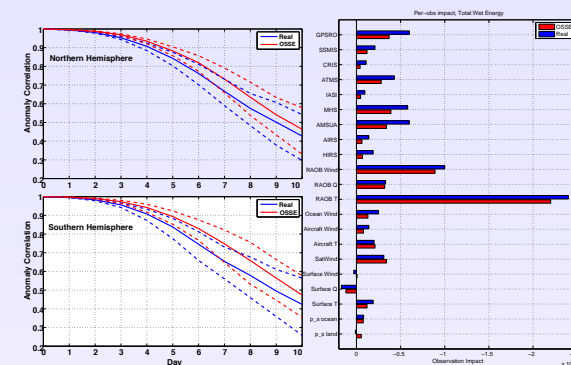 1
0.9
0.8
0.7
0.6
0.5
0.4
0.3
0.2
Anomaly Correlation
Northern Hemisphere
Real
OSSE
0 1 2 3 4 5 6 7 8 9 10
1
0.9
0.8
0.7
0.6
0.5
0.4
0.3
0.2
Anomaly Correlation
Southern Hemisphere
Real
OSSE
0 1 2 3 4 5 6 7 8 9 10
Day
Per-obs impact, Total Wet Energy
OSSE
Real
GPSRO
SSMIS
CRIS
ATMS
IASI
MHS
AMSUA
AIRS
HIRS
RAOB Wind
RAOB Q
RAOB T
Ocean Wind
Aircraft Wind
Aircraft T
SatWind
Surface Wind
Surface Q
Surface T
p_s ocean
p_s land
0 −0.5 −1 −1.5 −2
Observation Impact